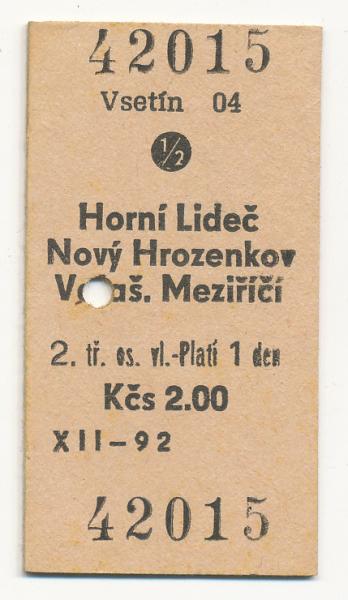 42015
Vsetín 04
1/2
Horní Lideč
Nový Hrozenkov
Meziříčí
2. tř. os. vl.-Platí 1 den
Kčs 2.00
XII-92
42015